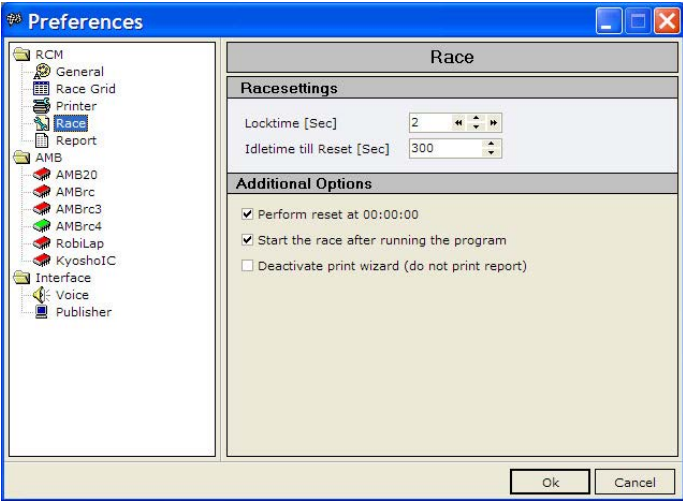 Preferences
RCM
General
Race Grid
Printer
Race
Report
AMB
AMB20
AMBrc
AMBrc3
AMBrc4
RobiLap
KyoshoIC
Interface
Voice
Publisher
Race
Racesettings
Locktime [Sec] 2
Idletime till Reset [Sec] 300
Additional Options
Perform reset at 00:00:00
Start the race after running the program
Deactivate print wizard (do not print report)
Ok Cancel